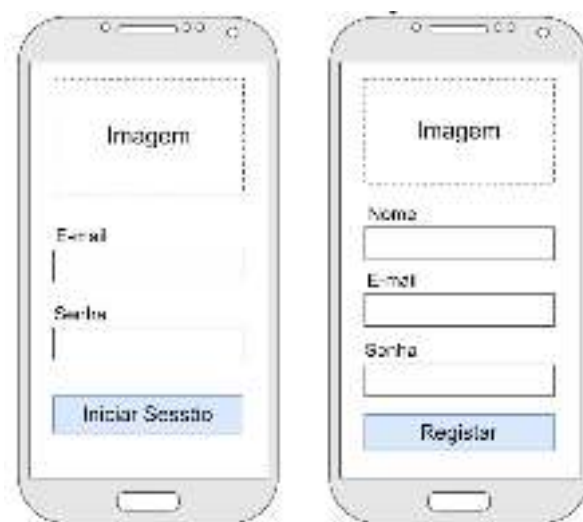 Imagem
E-mail
Senha
Iniciar Sessão
Imagem
Nome
E-mail
Senha
Registar